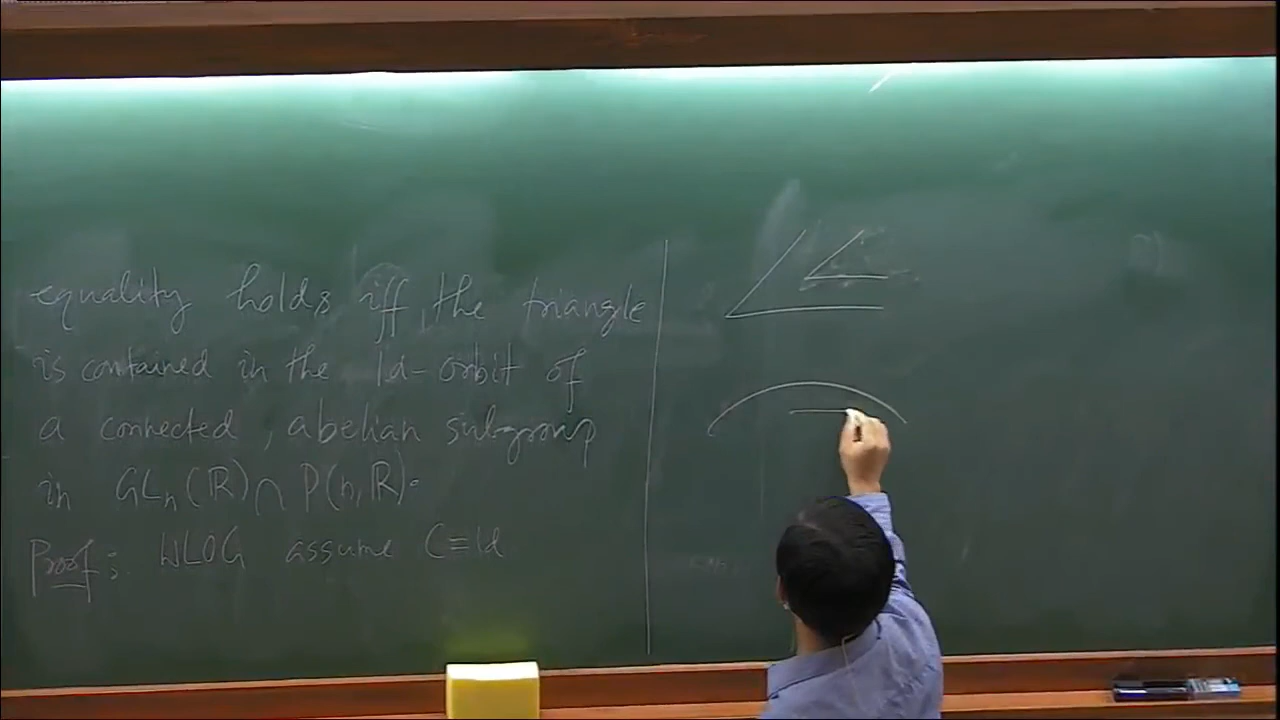 equality holds iff, the triangle
is contained in the Id-orbit of
a connected, abelian subgroup
in GLn(ℝ)∩ P(n,ℝ).
Proof: WLOG assume C≡Id